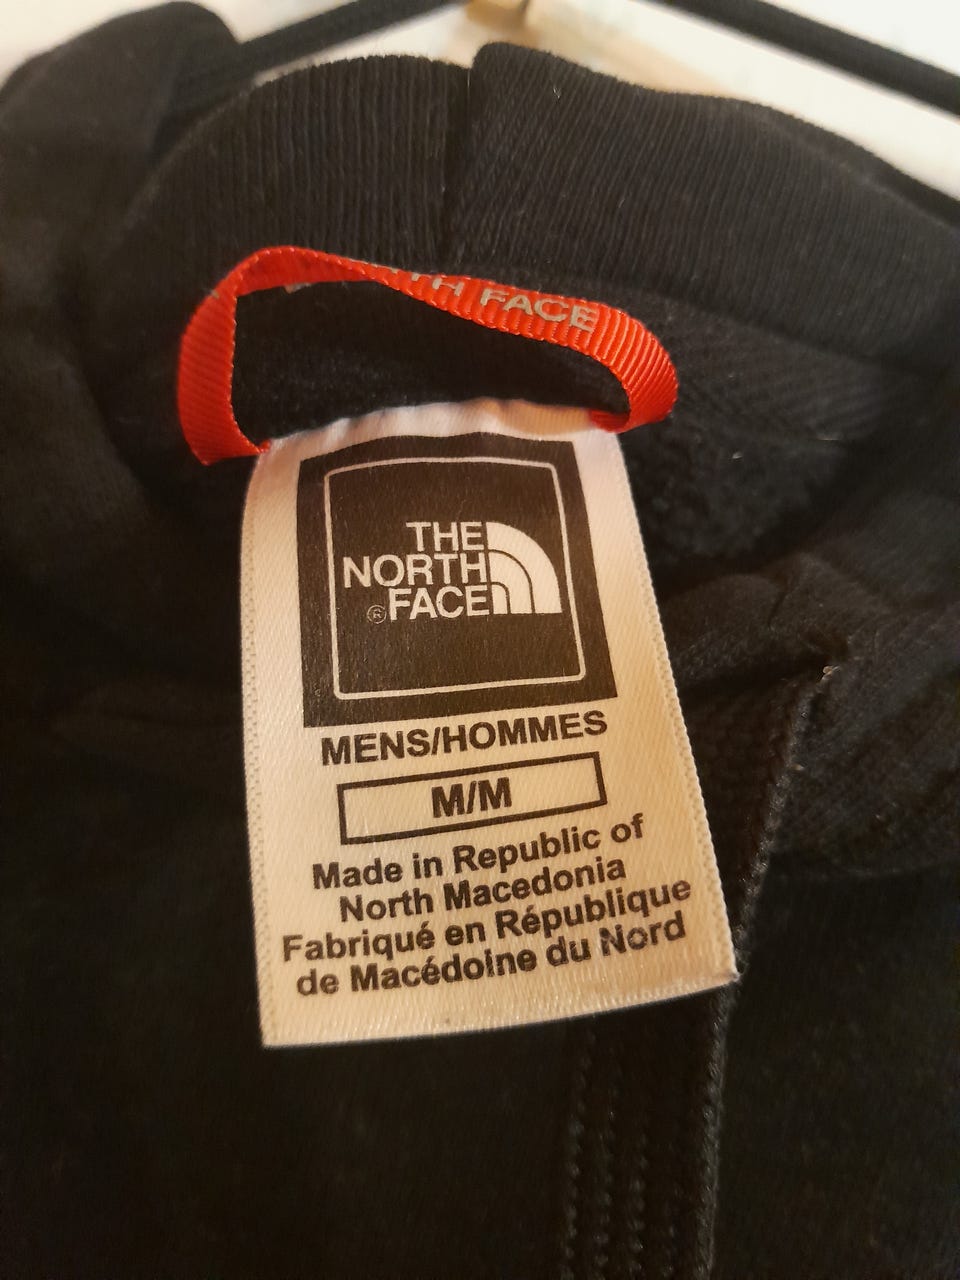 TH FACE
THE
NORTH
® FACE
MENS/HOMMES
M/M
Made in Republic of
North Macedonia
Fabriqué en République
de Macédoine du Nord